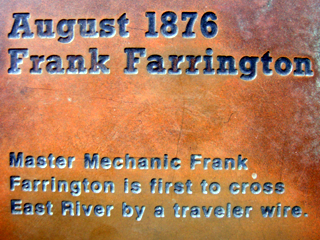 August 1876
Frank Farrington
Master Mechanic Frank
Farrington is first to cross
East River by a traveler wire.